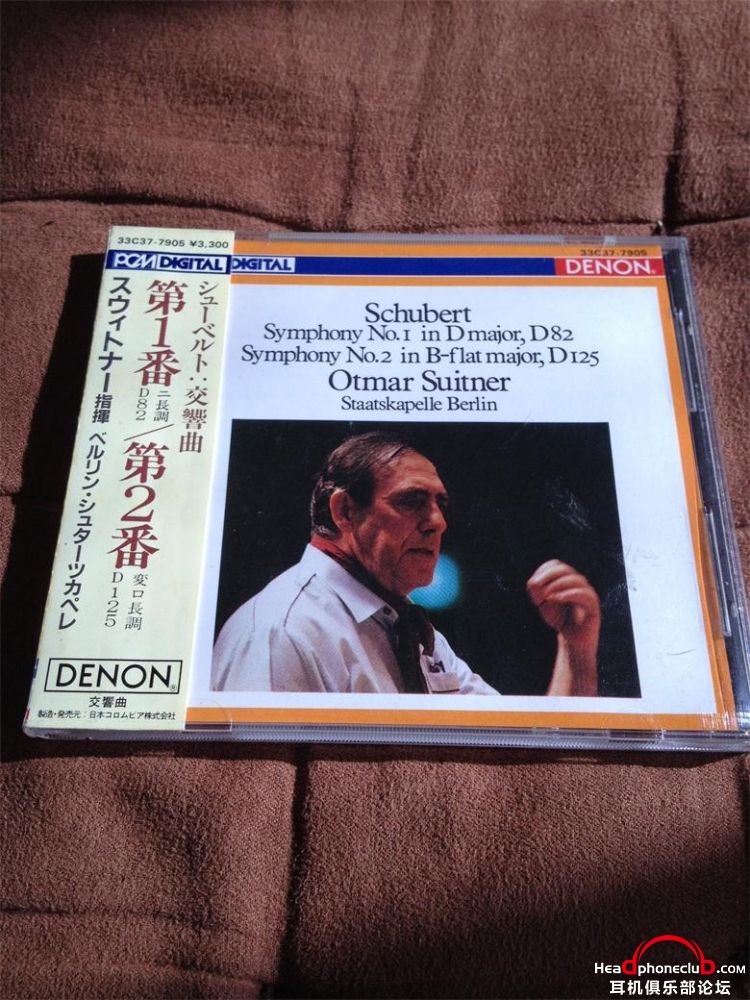 33C37-7905 ¥3,300
PCM DIGITAL
シューベルト:交響曲
第1番 ニ長調 D82/第2番 変ロ長調 D125
スウィトナー指揮 ベルリン・シュターツカペレ
DENON®
交響曲
製造・発売元:日本コロムビア株式会社
33C37-7905
DIGITAL
DENON®
Schubert
Symphony No.1 in D major, D82
Symphony No.2 in B-flat major, D125
Otmar Suitner
Staatskapelle Berlin
HeadphoneclubD.com
耳机俱乐部论坛